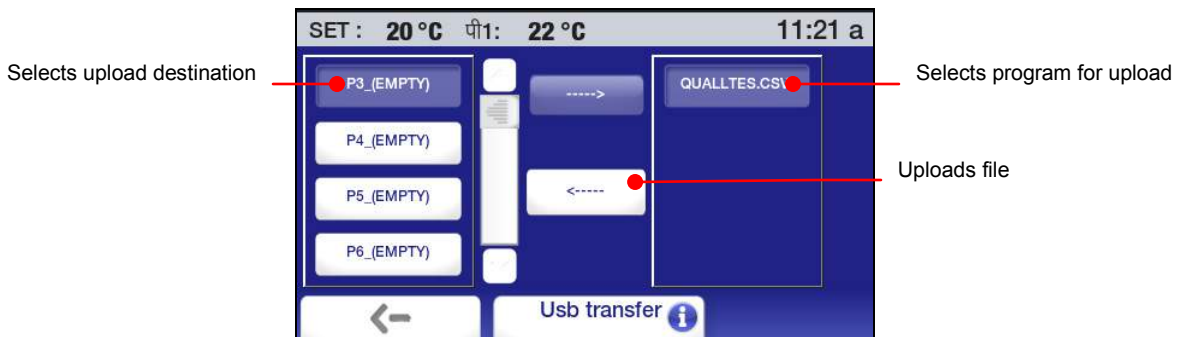 SET : 20 °C पी1: 22 °C 11:21 a
Selects upload destination
P3_(EMPTY)
P4_(EMPTY)
P5_(EMPTY)
P6_(EMPTY)
----->
<-----
QUALLTES.CSV
Selects program for upload
Uploads file
Usb transfer